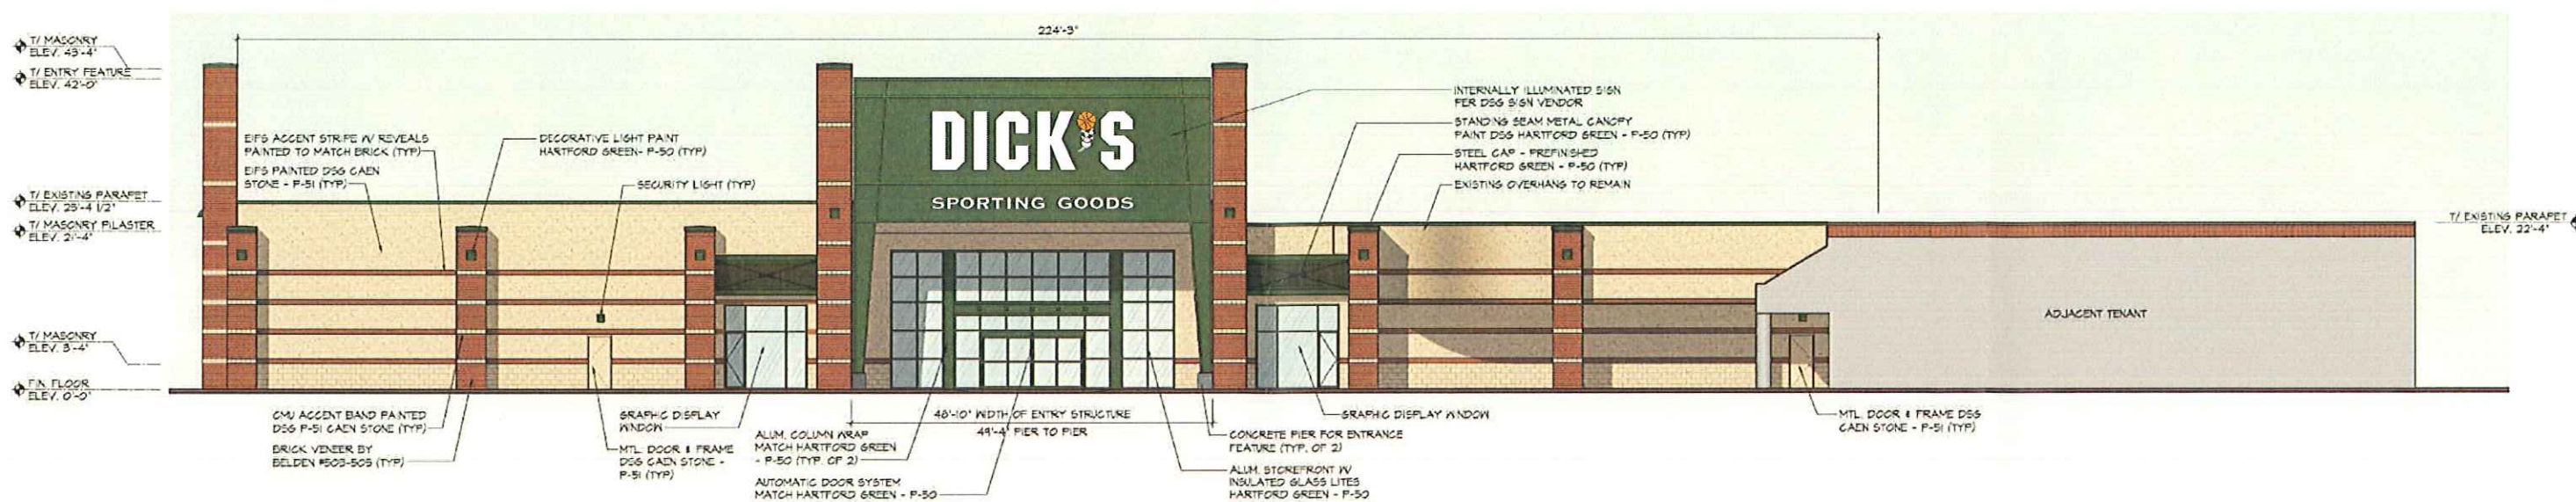 T/ MASONRY
ELEV. 43'-4"
T/ ENTRY FEATURE
ELEV. 42'-0"
T/ EXISTING PARAPET
ELEV. 25'-4 1/2"
T/ MASONRY PILASTER
ELEV. 21'-4"
T/ MASONRY
ELEV. 3'-4"
FIN. FLOOR
ELEV. 0'-0"
224'-3"
EIFS ACCENT STRIPE W/ REVEALS
PAINTED TO MATCH BRICK (TYP)
EIFS PAINTED DSG CAEN
STONE - P-51 (TYP)
DECORATIVE LIGHT PAINT
HARTFORD GREEN- P-50 (TYP)
SECURITY LIGHT (TYP)
DICK'S
SPORTING GOODS
INTERNALLY ILLUMINATED SIGN
PER DSG SIGN VENDOR
STANDING SEAM METAL CANOPY
PAINT DSG HARTFORD GREEN - P-50 (TYP)
STEEL CAP - PREFINISHED
HARTFORD GREEN - P-50 (TYP)
EXISTING OVERHANG TO REMAIN
T/ EXISTING PARAPET
ELEV. 22'-4"
ADJACENT TENANT
CMU ACCENT BAND PAINTED
DSG P-51 CAEN STONE (TYP)
BRICK VENEER BY
BELDEN #503-505 (TYP)
MTL. DOOR & FRAME
DSG CAEN STONE -
P-51 (TYP)
GRAPHIC DISPLAY
WINDOW
ALUM. COLUMN WRAP
MATCH HARTFORD GREEN
- P-50 (TYP. OF 2)
AUTOMATIC DOOR SYSTEM
MATCH HARTFORD GREEN - P-50
48'-10" WIDTH OF ENTRY STRUCTURE
49'-4" PIER TO PIER
CONCRETE PIER FOR ENTRANCE
FEATURE (TYP. OF 2)
ALUM. STOREFRONT W/
INSULATED GLASS LITES
HARTFORD GREEN - P-50
GRAPHIC DISPLAY WINDOW
MTL. DOOR & FRAME DSG
CAEN STONE - P-51 (TYP)